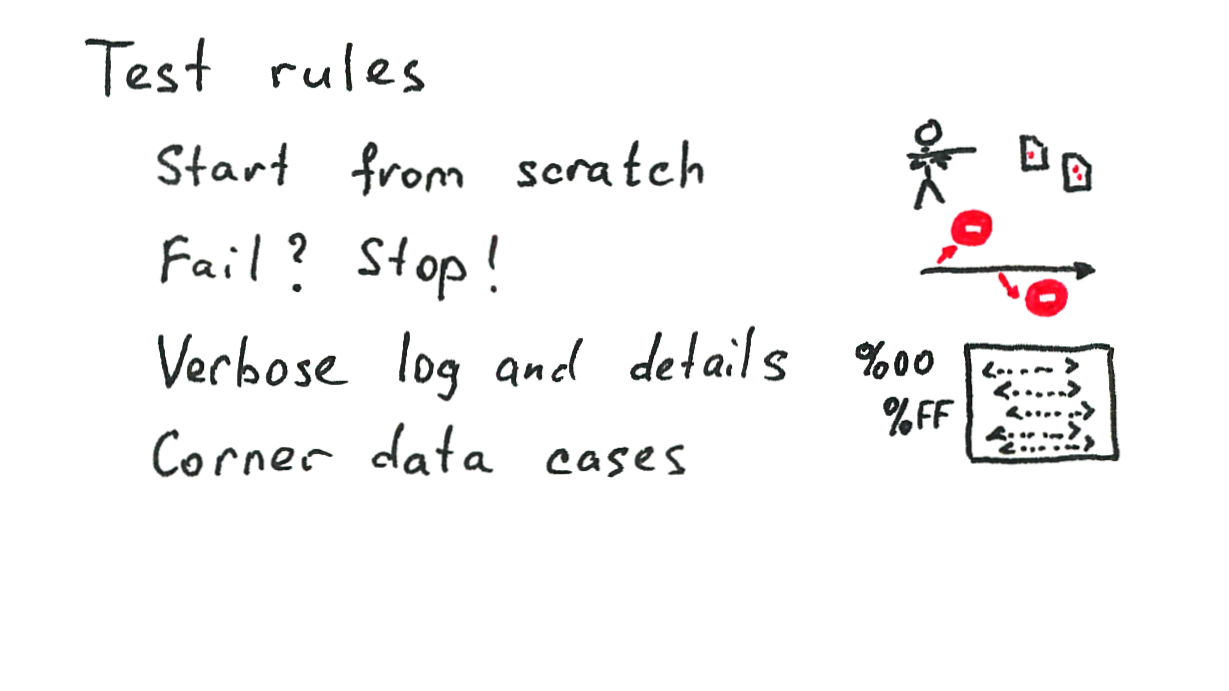 Test rules
Start from scratch
Fail? Stop!
Verbose log and details
%00
%FF
Corner data cases